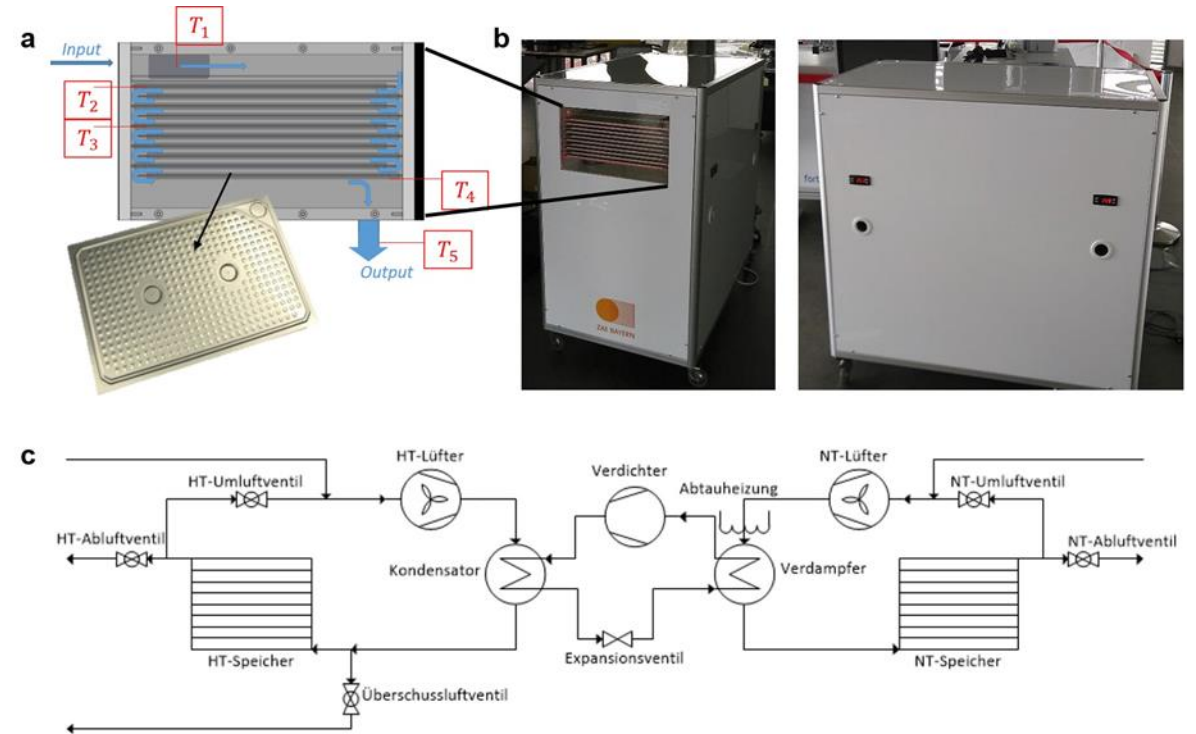 a
b
Input
T₁
T₂
T₃
T₄
T₅
Output
ZAE BAYERN
fort
c
HT-Lüfter
NT-Lüfter
HT-Umluftventil
Verdichter
NT-Umluftventil
Abtauheizung
HT-Abluftventil
NT-Abluftventil
Kondensator
Verdampfer
HT-Speicher
Expansionsventil
NT-Speicher
Überschussluftventil